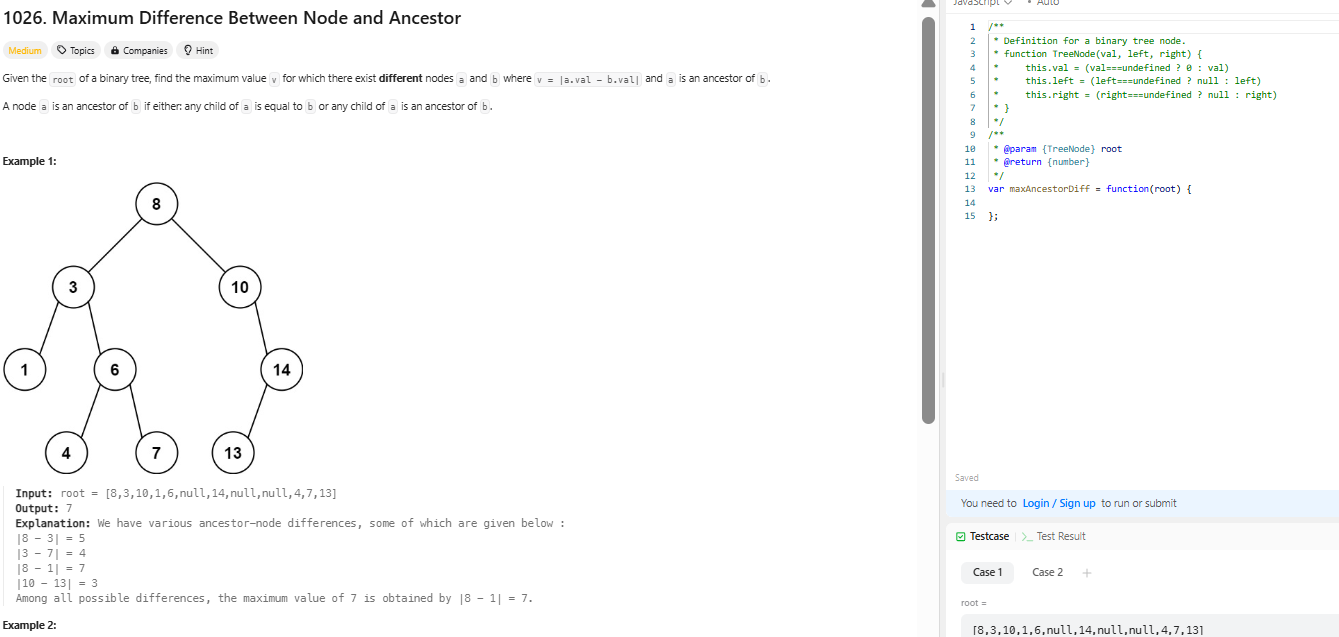 1026. Maximum Difference Between Node and Ancestor
Medium Topics Companies Hint
Given the root of a binary tree, find the maximum value v for which there exist different nodes a and b where v = |a.val - b.val| and a is an ancestor of b.
A node a is an ancestor of b if either: any child of a is equal to b or any child of a is an ancestor of b.
Example 1:
8
3 10
1 6 14
4 7 13
Input: root = [8,3,10,1,6,null,14,null,null,4,7,13]
Output: 7
Explanation: We have various ancestor-node differences, some of which are given below :
|8 - 3| = 5
|3 - 7| = 4
|8 - 1| = 7
|10 - 13| = 3
Among all possible differences, the maximum value of 7 is obtained by |8 - 1| = 7.
Example 2:
JavaScript • Auto
1 /**
2 * Definition for a binary tree node.
3 * function TreeNode(val, left, right) {
4 *     this.val = (val===undefined ? 0 : val)
5 *     this.left = (left===undefined ? null : left)
6 *     this.right = (right===undefined ? null : right)
7 * }
8 */
9 /**
10 * @param {TreeNode} root
11 * @return {number}
12 */
13 var maxAncestorDiff = function(root) {
14
15 };
Saved
You need to Login / Sign up to run or submit
Testcase >_ Test Result
Case 1 Case 2 +
root =
[8,3,10,1,6,null,14,null,null,4,7,13]